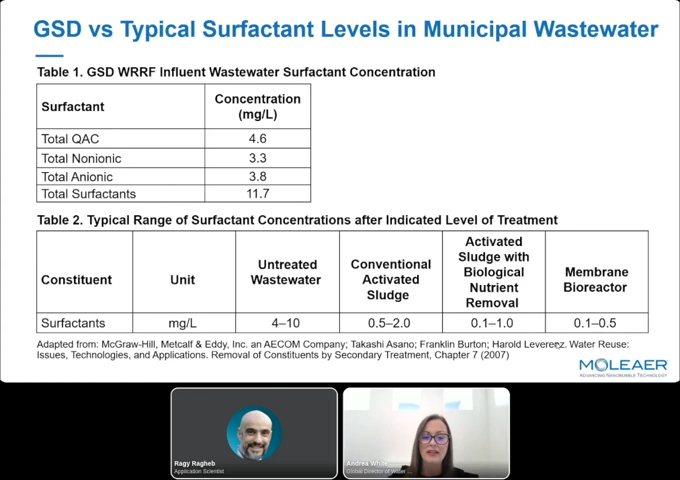 GSD vs Typical Surfactant Levels in Municipal Wastewater
Table 1. GSD WRRF Influent Wastewater Surfactant Concentration
Surfactant
Concentration
(mg/L)
Total QAC 4.6
Total Nonionic 3.3
Total Anionic 3.8
Total Surfactants 11.7
Table 2. Typical Range of Surfactant Concentrations after Indicated Level of Treatment
Constituent
Unit
Untreated
Wastewater
Conventional
Activated
Sludge
Activated
Sludge with
Biological
Nutrient
Removal
Membrane
Bioreactor
Surfactants mg/L 4–10 0.5–2.0 0.1–1.0 0.1–0.5
Adapted from: McGraw-Hill, Metcalf & Eddy, Inc. an AECOM Company; Takashi Asano; Franklin Burton; Harold Leverenz. Water Reuse:
Issues, Technologies, and Applications. Removal of Constituents by Secondary Treatment, Chapter 7 (2007)
MOLEAER
ADVANCING NANOBUBBLE TECHNOLOGY
Ragy Ragheb
Application Scientist
Andrea White
Global Director of Water ...